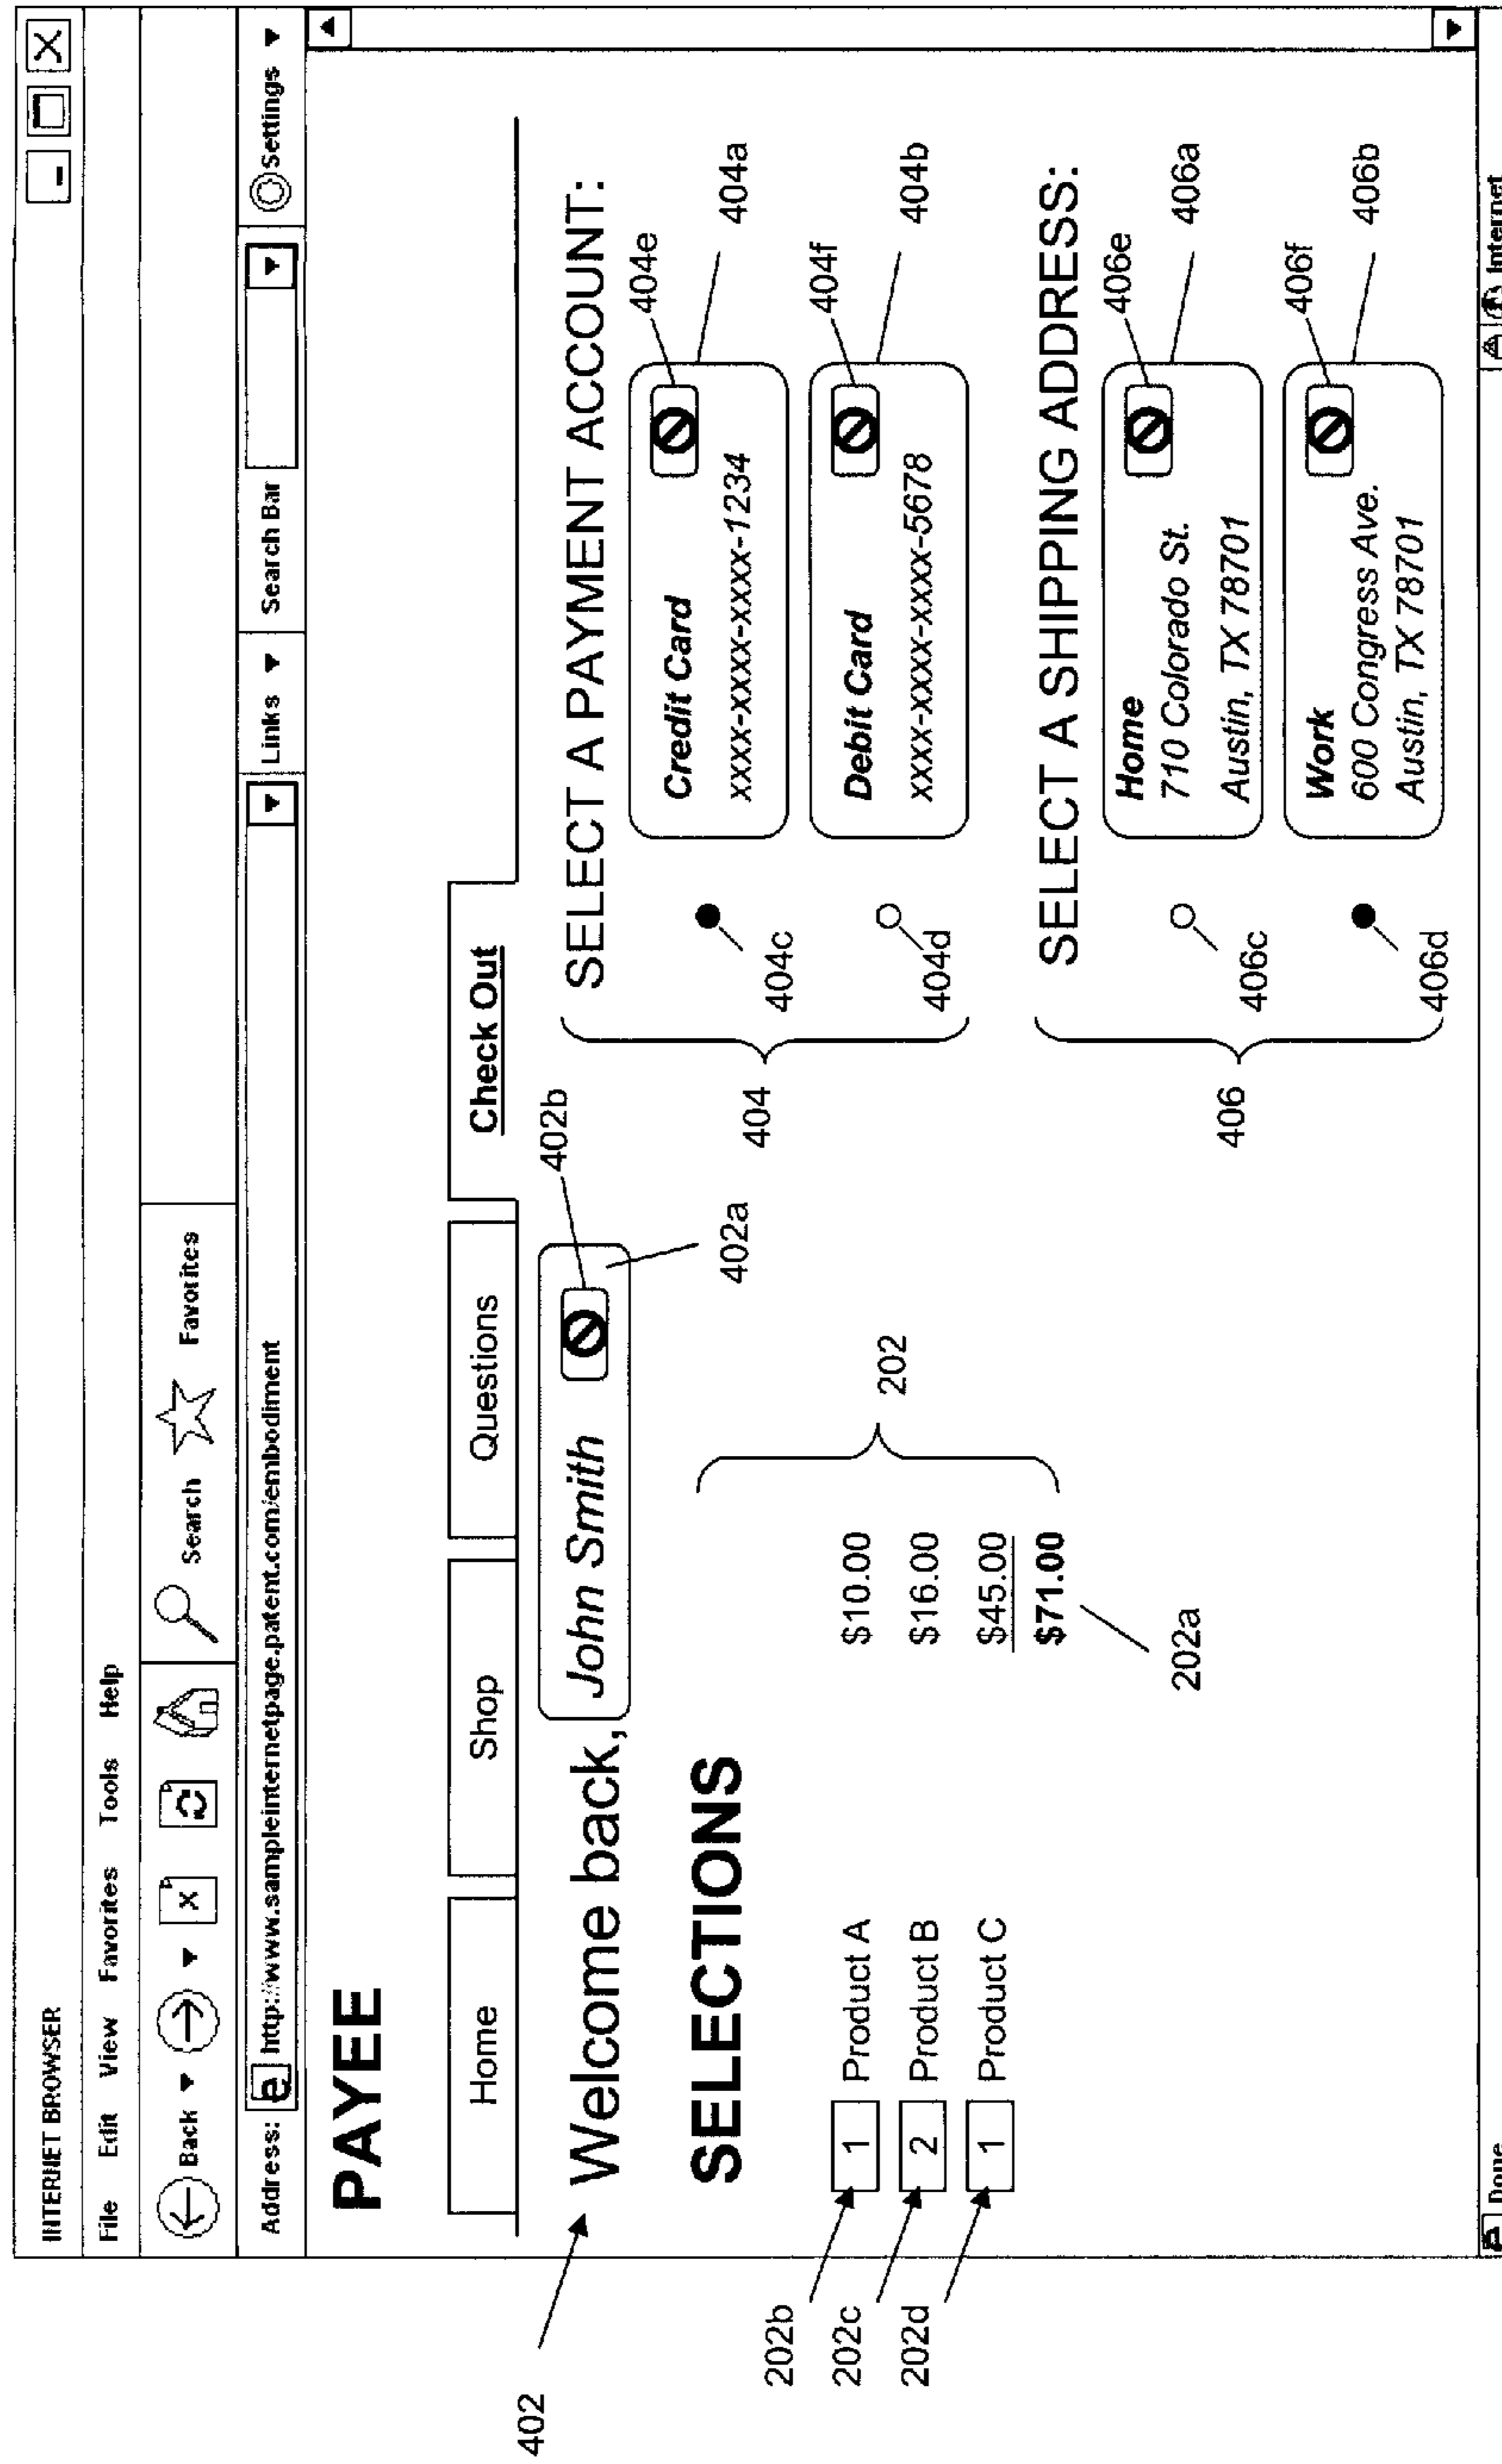 INTERNET BROWSER
File Edit View Favorites Tools Help
Back Search Favorites
Address: http://www.sampleinternetpage.patent.com/embodiment Links Search Bar Settings
PAYEE
Home Shop Questions Check Out
402 Welcome back, John Smith 402b
402a
SELECTIONS
202b 1 Product A $10.00
202c 2 Product B $16.00
202d 1 Product C $45.00
$71.00
202
202a
SELECT A PAYMENT ACCOUNT:
404
404c Credit Card 404e
xxxx-xxxx-xxxx-1234 404a
404d Debit Card 404f
xxxx-xxxx-xxxx-5678 404b
SELECT A SHIPPING ADDRESS:
406
406c Home 406e
710 Colorado St. 406a
Austin, TX 78701
406d Work 406f
600 Congress Ave. 406b
Austin, TX 78701
Done Internet